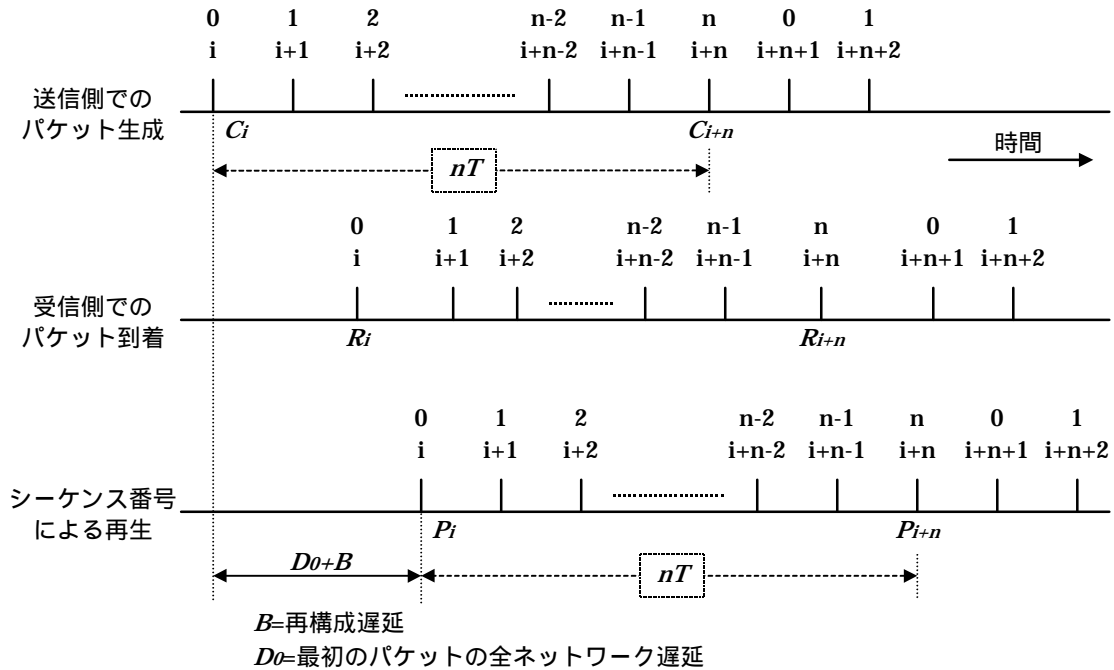 0 1 2 n-2 n-1 n 0 1
i i+1 i+2 i+n-2 i+n-1 i+n i+n+1 i+n+2
送信側での
パケット生成
Ci Ci+n
時間
nT
0 1 2 n-2 n-1 n 0 1
i i+1 i+2 i+n-2 i+n-1 i+n i+n+1 i+n+2
受信側での
パケット到着
Ri Ri+n
0 1 2 n-2 n-1 n 0 1
i i+1 i+2 i+n-2 i+n-1 i+n i+n+1 i+n+2
シーケンス番号
による再生
Pi Pi+n
D0+B nT
B=再構成遅延
D0=最初のパケットの全ネットワーク遅延